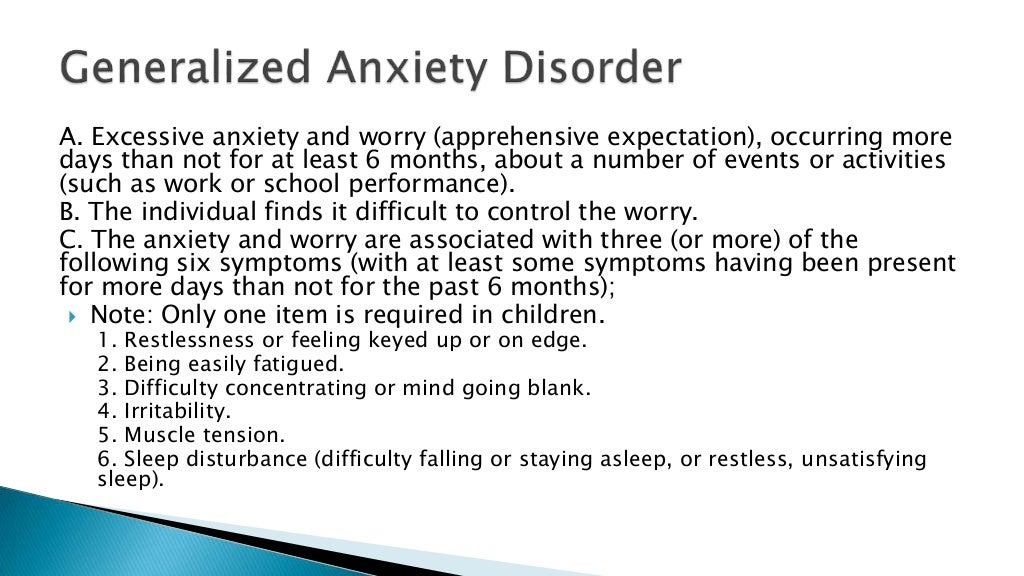 Generalized Anxiety Disorder
A. Excessive anxiety and worry (apprehensive expectation), occurring more
days than not for at least 6 months, about a number of events or activities
(such as work or school performance).
B. The individual finds it difficult to control the worry.
C. The anxiety and worry are associated with three (or more) of the
following six symptoms (with at least some symptoms having been present
for more days than not for the past 6 months);
Note: Only one item is required in children.
1. Restlessness or feeling keyed up or on edge.
2. Being easily fatigued.
3. Difficulty concentrating or mind going blank.
4. Irritability.
5. Muscle tension.
6. Sleep disturbance (difficulty falling or staying asleep, or restless, unsatisfying
sleep).